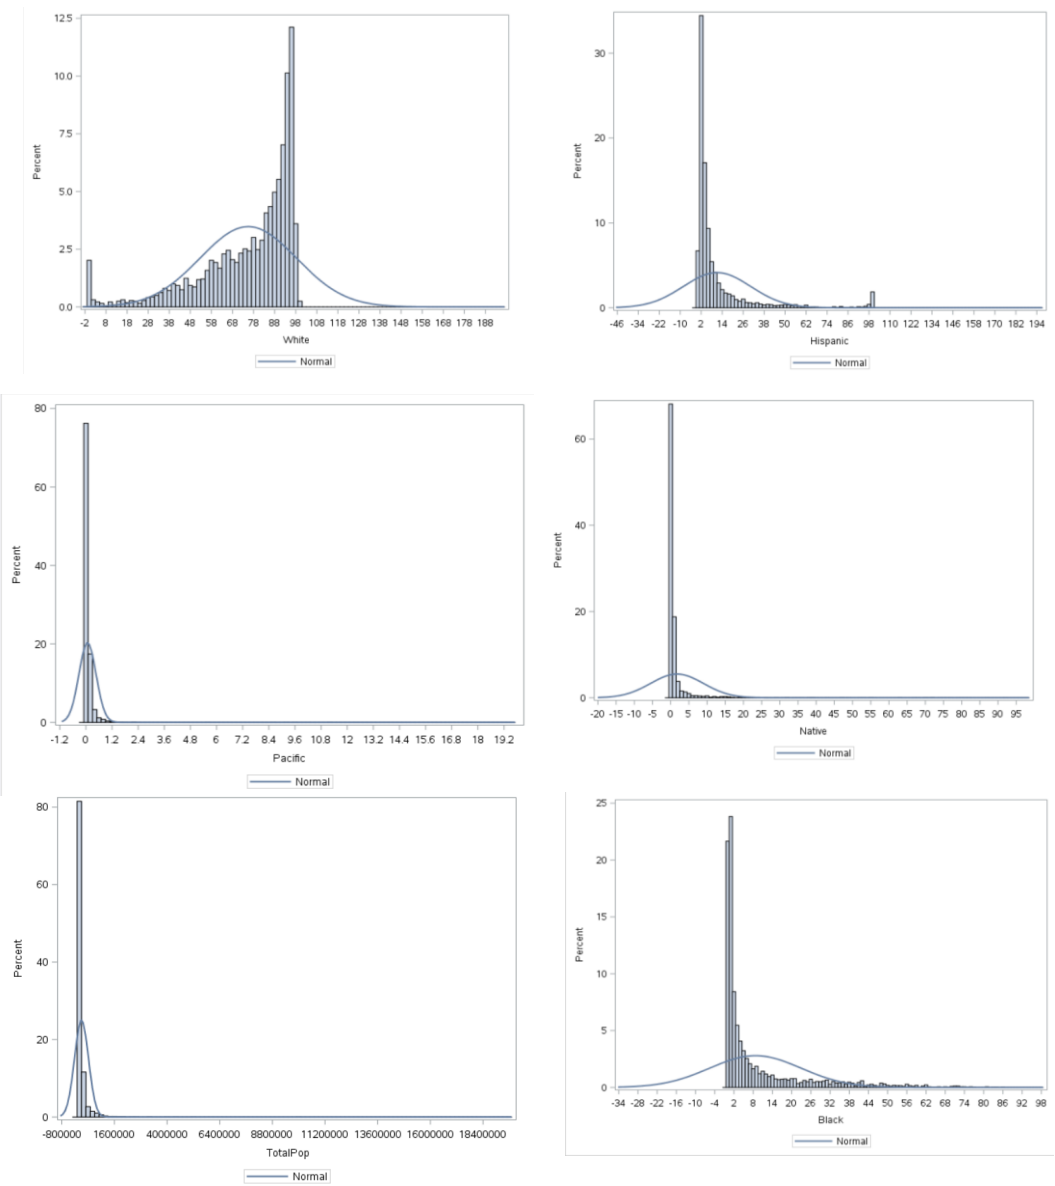 12.5
10.0
7.5
5.0
2.5
0.0
Percent
-2 8 18 28 38 48 58 68 78 88 98 108 118 128 138 148 158 168 178 188
White
Normal
30
20
10
0
Percent
-46 -34 -22 -10 2 14 26 38 50 62 74 86 98 110 122 134 146 158 170 182 194
Hispanic
Normal
80
60
40
20
0
Percent
-1.2 0 1.2 2.4 3.6 4.8 6 7.2 8.4 9.6 10.8 12 13.2 14.4 15.6 16.8 18 19.2
Pacific
Normal
60
40
20
0
Percent
-20 -15 -10 -5 0 5 10 15 20 25 30 35 40 45 50 55 60 65 70 75 80 85 90 95
Native
Normal
80
60
40
20
0
Percent
-800000 1600000 4000000 6400000 8800000 11200000 13600000 16000000 18400000
TotalPop
Normal
25
20
15
10
5
0
Percent
-34 -28 -22 -16 -10 -4 2 8 14 20 26 32 38 44 50 56 62 68 74 80 86 92 98
Black
Normal